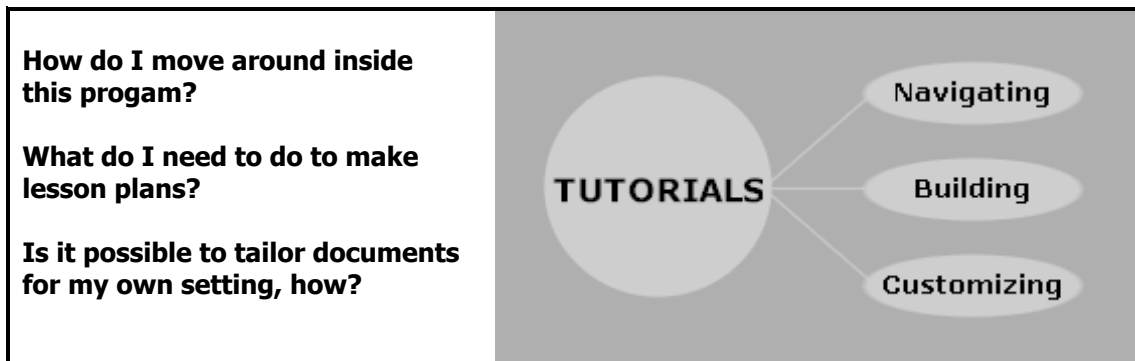 How do I move around inside
this progam?
What do I need to do to make
lesson plans?
Is it possible to tailor documents
for my own setting, how?
TUTORIALS
Navigating
Building
Customizing